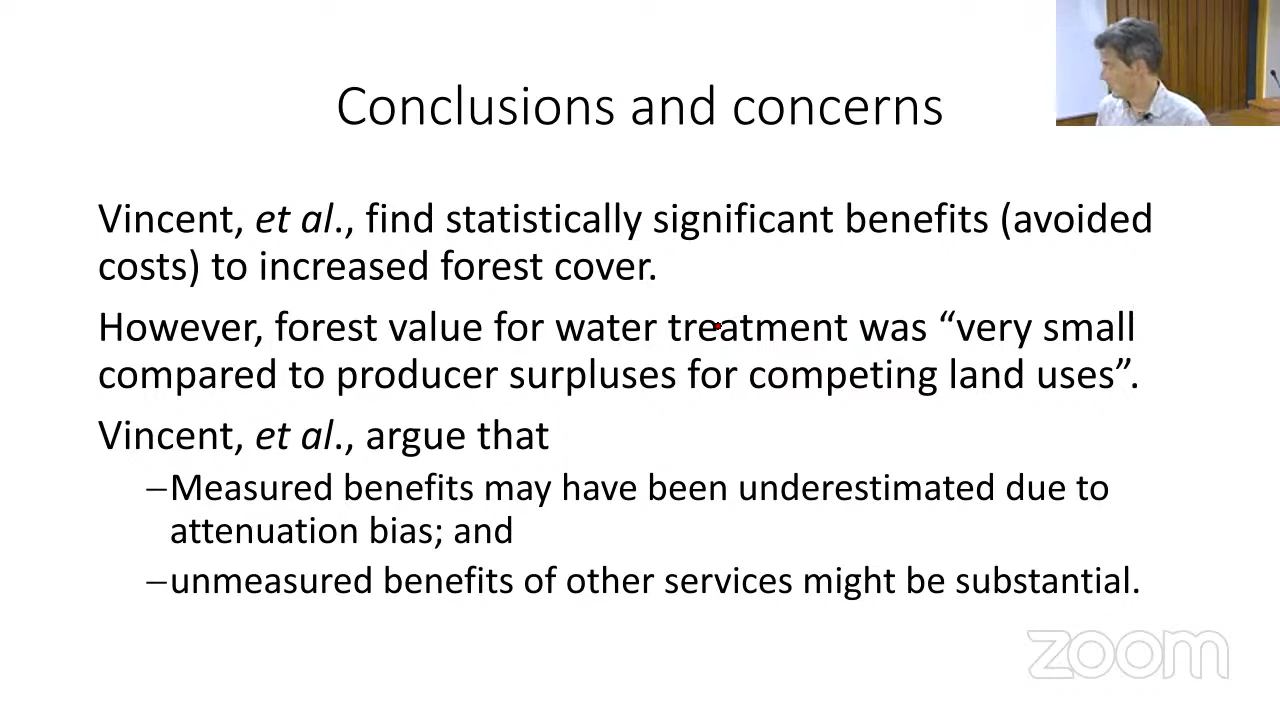 Conclusions and concerns
Vincent, et al., find statistically significant benefits (avoided
costs) to increased forest cover.
However, forest value for water treatment was “very small
compared to producer surpluses for competing land uses”.
Vincent, et al., argue that
–Measured benefits may have been underestimated due to
attenuation bias; and
–unmeasured benefits of other services might be substantial.
zoom